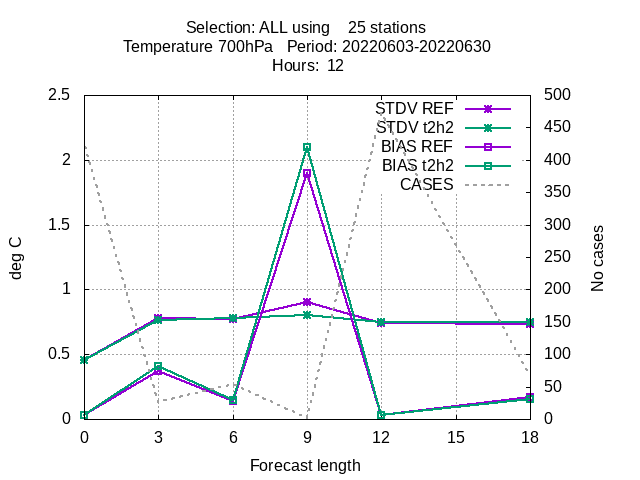 Selection: ALL using 25 stations
Temperature 700hPa Period: 20220603-20220630
Hours: 12
2.5
2
1.5
1
0.5
0
500
450
400
350
300
250
200
150
100
50
0
STDV REF
STDV t2h2
BIAS REF
BIAS t2h2
CASES
deg C
No cases
0 3 6 9 12 15 18
Forecast length